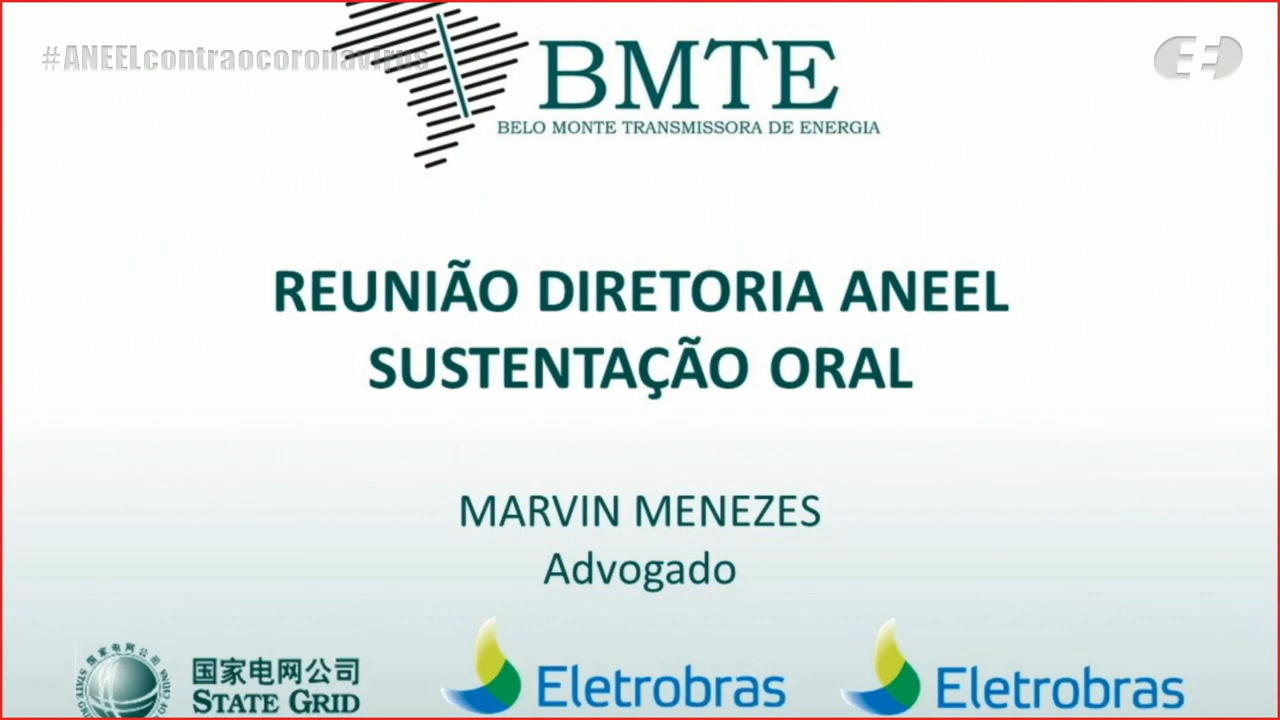 #ANEELcontraocoronavírus
BMTE
BELO MONTE TRANSMISSORA DE ENERGIA
REUNIÃO DIRETORIA ANEEL
SUSTENTAÇÃO ORAL
MARVIN MENEZES
Advogado
国家电网公司
STATE GRID
Eletrobras
Eletrobras